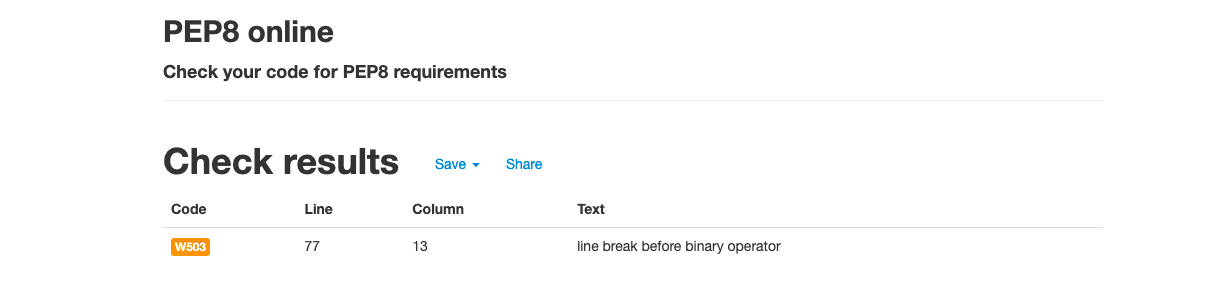 PEP8 online
Check your code for PEP8 requirements
Check results Save Share
Code Line Column Text
W503 77 13 line break before binary operator